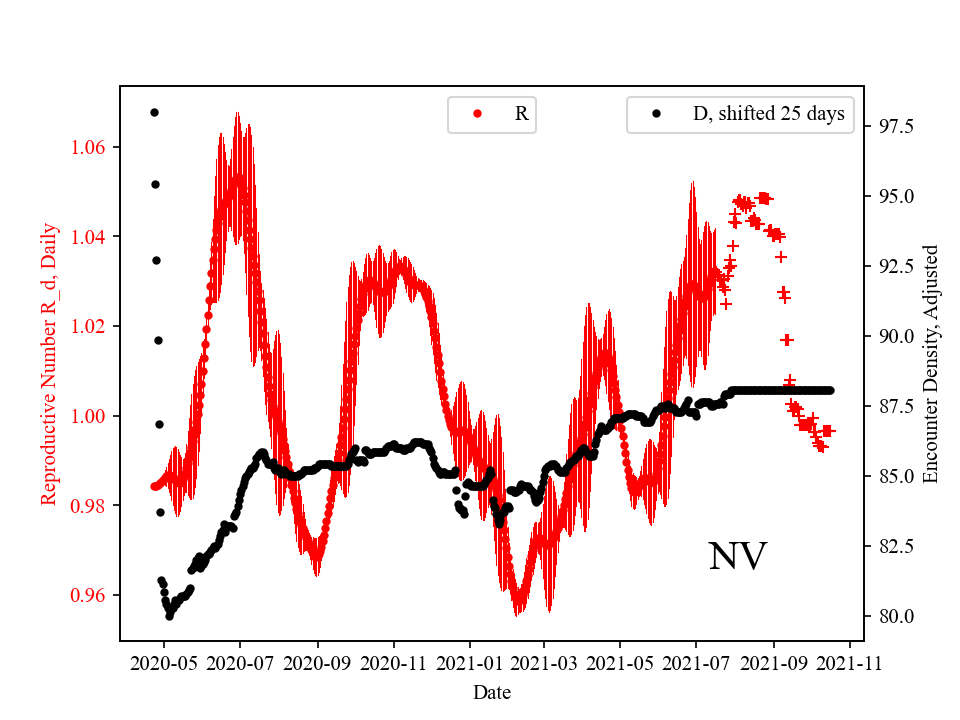 R
D, shifted 25 days
Reproductive Number R_d, Daily
1.06
1.04
1.02
1.00
0.98
0.96
97.5
95.0
92.5
90.0
87.5
85.0
82.5
80.0
Encounter Density, Adjusted
NV
2020-05 2020-07 2020-09 2020-11 2021-01 2021-03 2021-05 2021-07 2021-09 2021-11
Date